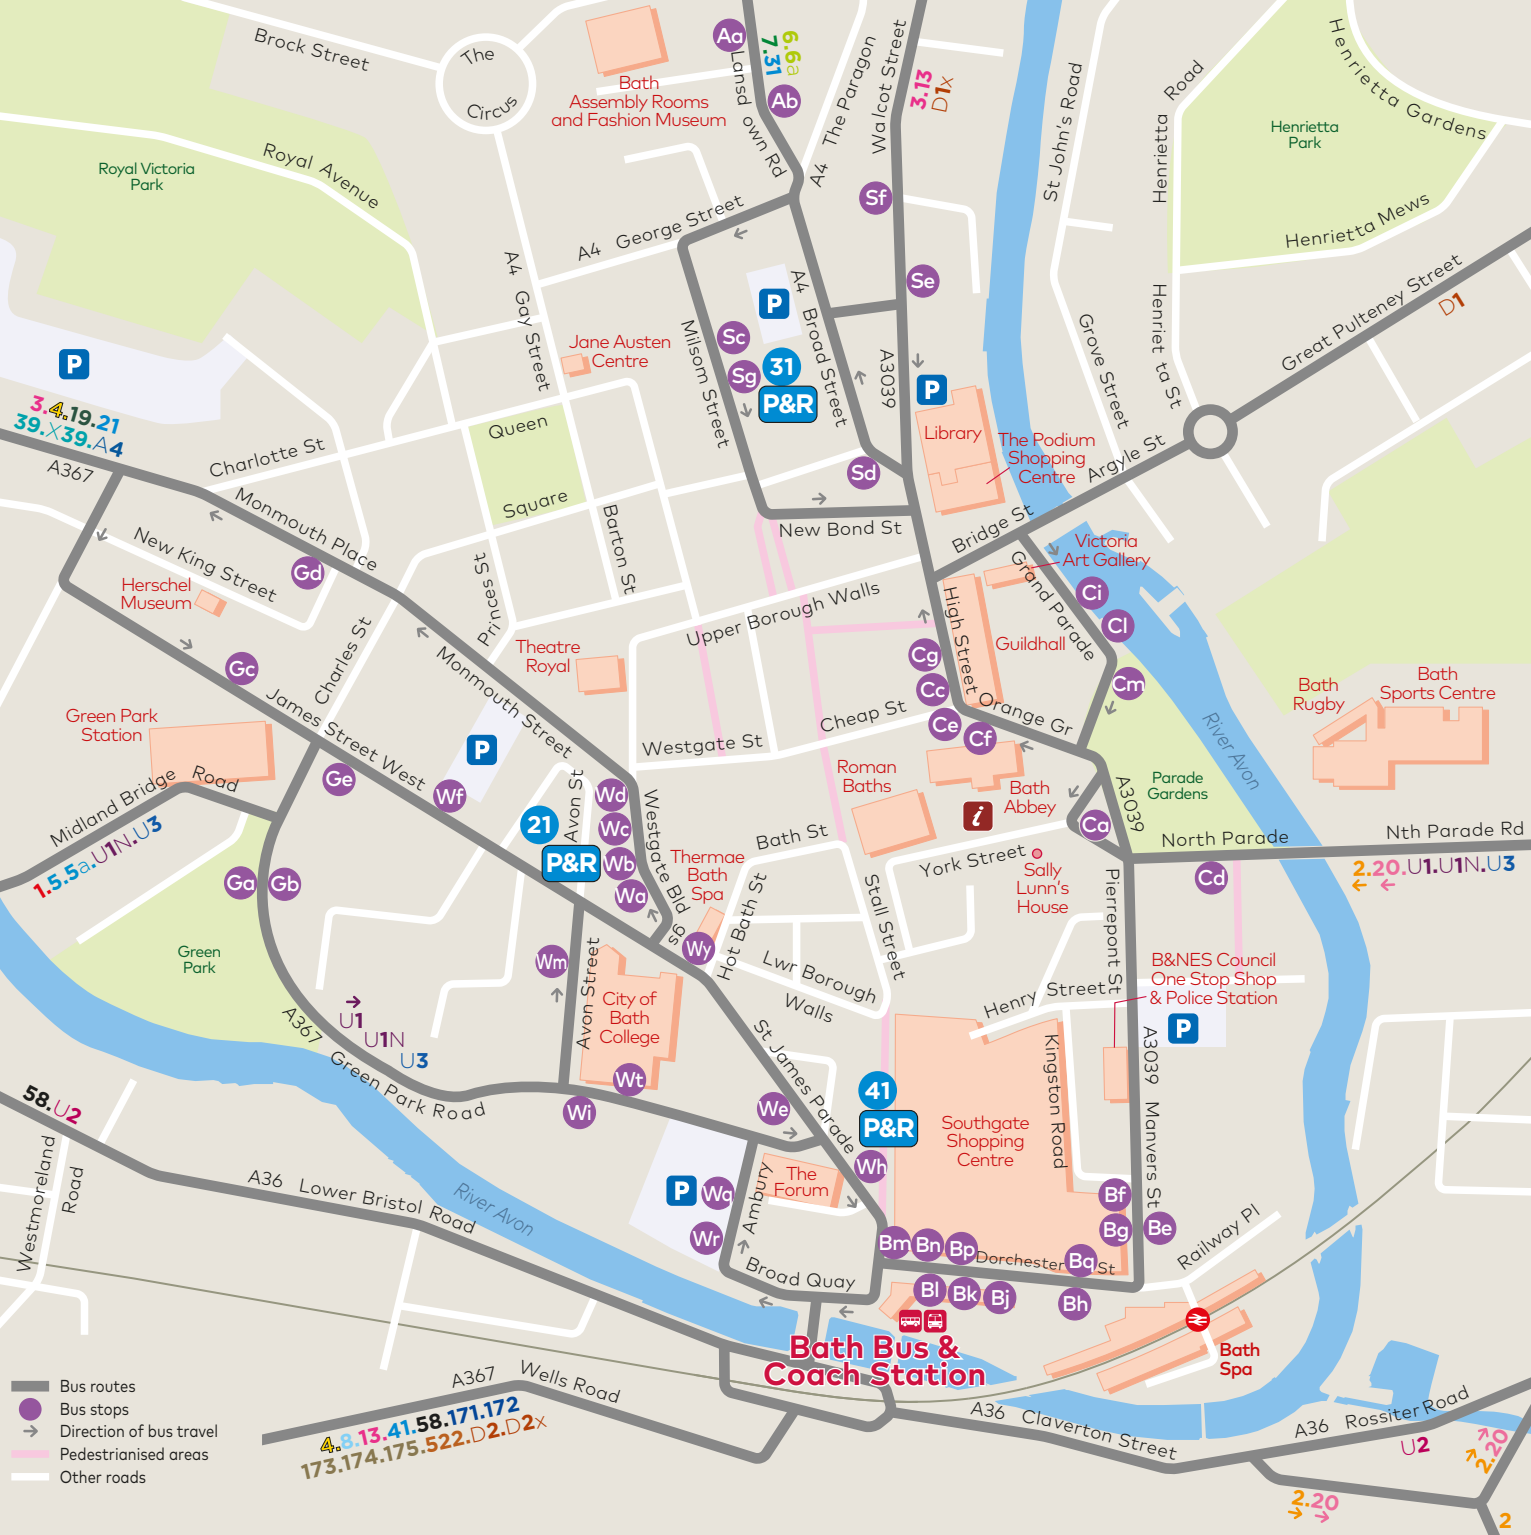 Brock Street
The
Circus
Bath
Assembly Rooms
and Fashion Museum
Aa
Lansd own Rd
7.31
6.6a
Ab
A4 The Paragon
Walcot Street
3.13
D1x
St John's Road
Henrietta Road
Henrietta Gardens
Henrietta
Park
Henrietta Mews
Royal Victoria
Park
Royal Avenue
A4 George Street
Sf
Se
A4 Gay Street
Great Pulteney Street
D1
Henriet ta St
Grove Street
P
Sc
Sg
31
P&R
Milsom Street
A4 Broad Street
A3039
P
Jane Austen
Centre
P
3.4.19.21
39.X39.A4
A367
Charlotte St
Queen
Square
Library
The Podium
Shopping
Centre
Argyle St
Sd
New Bond St
Bridge St
Monmouth Place
New King Street
Gd
Herschel
Museum
Barton St
Princes St
Victoria
Art Gallery
Grand Parade
Ci
Cl
Upper Borough Walls
High Street
Guildhall
Charles St
Gc
Theatre
Royal
Monmouth Street
Cg
Cc
Ce
Cf
Cm
Orange Gr
Cheap St
Westgate St
Bath
Rugby
Bath
Sports Centre
River Avon
Green Park
Station
James Street West
P
Midland Bridge Road
Ge
Wf
Avon St
Wd
Wc
Wb
Wa
21
P&R
Westgate Bld
gs
Roman
Baths
Bath
Abbey
i
Ca
A3039
Parade
Gardens
North Parade
Nth Parade Rd
2.20.U1.U1N.U3
1.5.5a.U1N.U3
Bath St
Thermae
Bath
Spa
York Street
Sally
Lunn's
House
Cd
Ga
Gb
Pierrepont St
Stall Street
Hot Bath St
Wy
Green
Park
Wm
Avon Street
Lwr Borough
Walls
Henry Street
B&NES Council
One Stop Shop
& Police Station
P
City of
Bath
College
U1
U1N
U3
A367 Green Park Road
St James Parade
Kingston Road
A3039 Manvers St
Wt
Wi
We
41
P&R
Southgate
Shopping
Centre
58.U2
Westmoreland
Road
Wh
The
Forum
P
Wq
Wr
Ambury
Bf
Bg
Be
A36 Lower Bristol Road
River Avon
Bm
Bn
Bp
Dorchester St
Bq
Railway Pl
Broad Quay
Bl
Bk
Bj
Bh
Bath Bus &
Coach Station
Bath
Spa
Bus routes
Bus stops
Direction of bus travel
Pedestrianised areas
Other roads
A367 Wells Road
4.8.13.41.58.171.172
173.174.175.522.D2.D2x
A36 Claverton Street
A36 Rossiter Road
U2
2.20
2.20
2